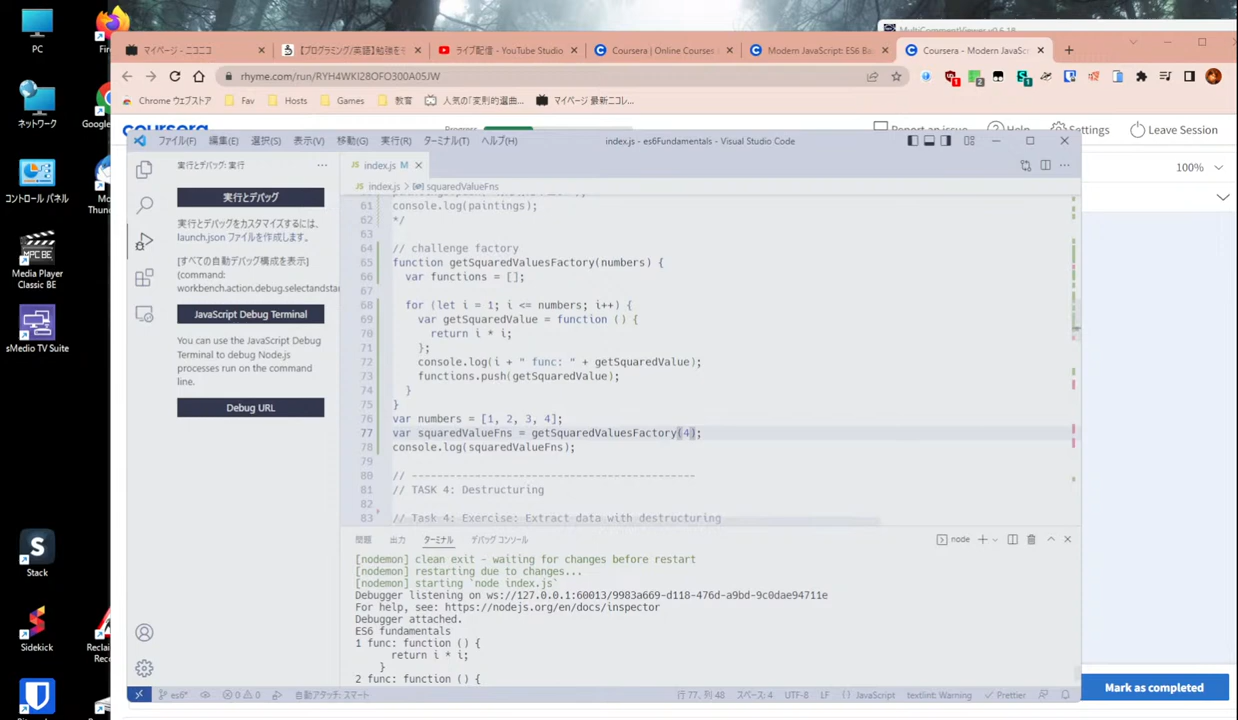 PC
ネットワーク
コントロール パネル
Media Player
Classic BE
sMedio TV Suite
Stack
Sidekick
MultiCommentViewer
マイページ - ニコニコ
【プログラミング/英語】勉強を
ライブ配信 - YouTube Studio
Coursera | Online Courses
Modern JavaScript: ES6 Ba
Coursera - Modern JavaSc
rhyme.com/run/RYH4WKI28OFO300A05JW
Chrome ウェブストア
Fav
Hosts
Games
教育
人気の「変則的選曲...
マイページ 最新ニコレ...
coursera
Progress
Report an issue
Help
Settings
Leave Session
100%
ファイル(F)
編集(E)
選択(S)
表示(V)
移動(G)
実行(R)
ターミナル(T)
ヘルプ(H)
index.js - es6Fundamentals - Visual Studio Code
実行とデバッグ: 実行
index.js M
index.js > squaredValueFns
実行とデバッグ
実行とデバッグをカスタマイズするには、
launch.json ファイルを作成します。
[すべての自動デバッグ構成を表示]
(command:
workbench.action.debug.selectandsta
JavaScript Debug Terminal
You can use the JavaScript Debug
Terminal to debug Node.js
processes run on the command
line.
Debug URL
61 console.log(paintings);
62 */
63
64 // challenge factory
65 function getSquaredValuesFactory(numbers) {
66 var functions = [];
67
68 for (let i = 1; i <= numbers; i++) {
69 var getSquaredValue = function () {
70 return i * i;
71 };
72 console.log(i + " func: " + getSquaredValue);
73 functions.push(getSquaredValue);
74 }
75 }
76 var numbers = [1, 2, 3, 4];
77 var squaredValueFns = getSquaredValuesFactory(4);
78 console.log(squaredValueFns);
79
80 // ----------------------------------------
81 // TASK 4: Destructuring
82
83 // Task 4: Exercise: Extract data with destructuring
問題
出力
ターミナル
デバッグ コンソール
node
[nodemon] clean exit - waiting for changes before restart
[nodemon] restarting due to changes...
[nodemon] starting `node index.js`
Debugger listening on ws://127.0.0.1:60013/9983a669-d118-476d-a9bd-9c0dae94711e
For help, see: https://nodejs.org/en/docs/inspector
Debugger attached.
ES6 fundamentals
1 func: function () {
return i * i;
}
2 func: function () {
es6*
0
0
自動アタッチ: スマート
行 77、列 48
スペース: 4
UTF-8
LF
JavaScript
textlint: Warning
Prettier
Mark as completed